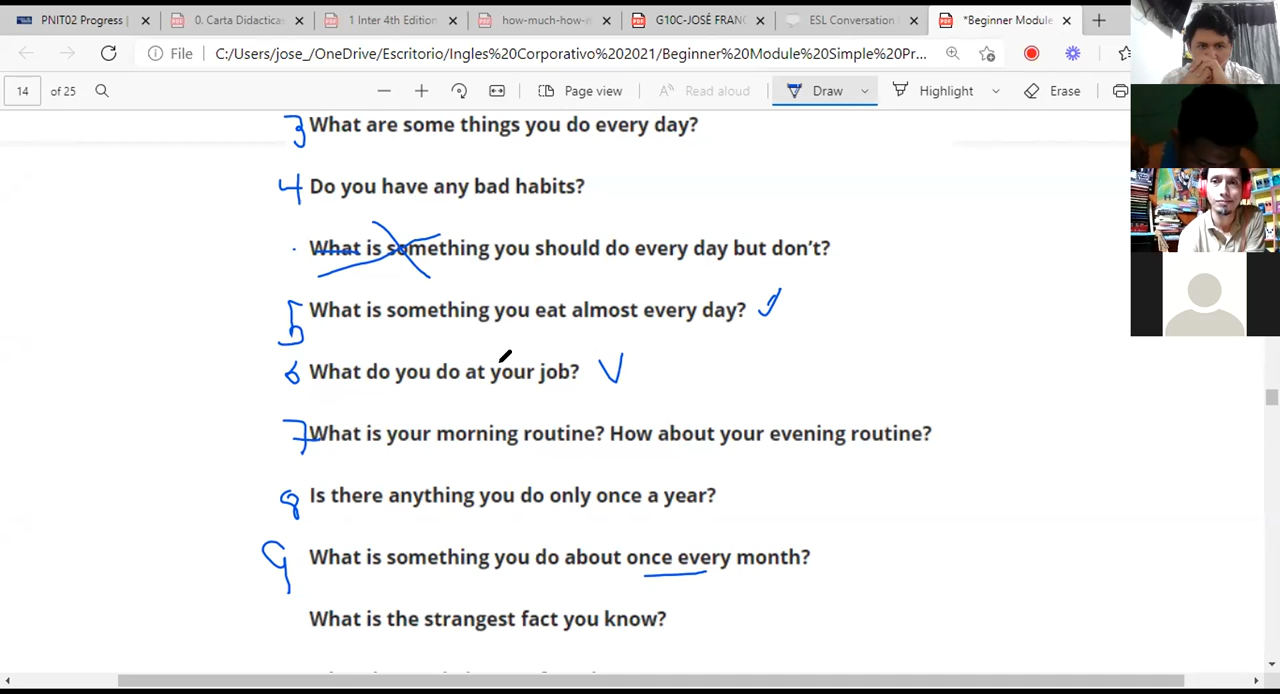 PNIT02 Progress |
0. Carta Didactica
1 Inter 4th Edition
how-much-how-m
G10C-JOSÉ FRAN
ESL Conversation
*Beginner Module
File C:/Users/jose_/OneDrive/Escritorio/Ingles%20Corporativo%202021/Beginner%20Module%20Simple%20Pr...
14 of 25 Page view Read aloud Draw Highlight Erase
3 What are some things you do every day?
4 Do you have any bad habits?
What is something you should do every day but don't?
5 What is something you eat almost every day?
6 What do you do at your job?
7 What is your morning routine? How about your evening routine?
8 Is there anything you do only once a year?
9 What is something you do about once every month?
What is the strangest fact you know?